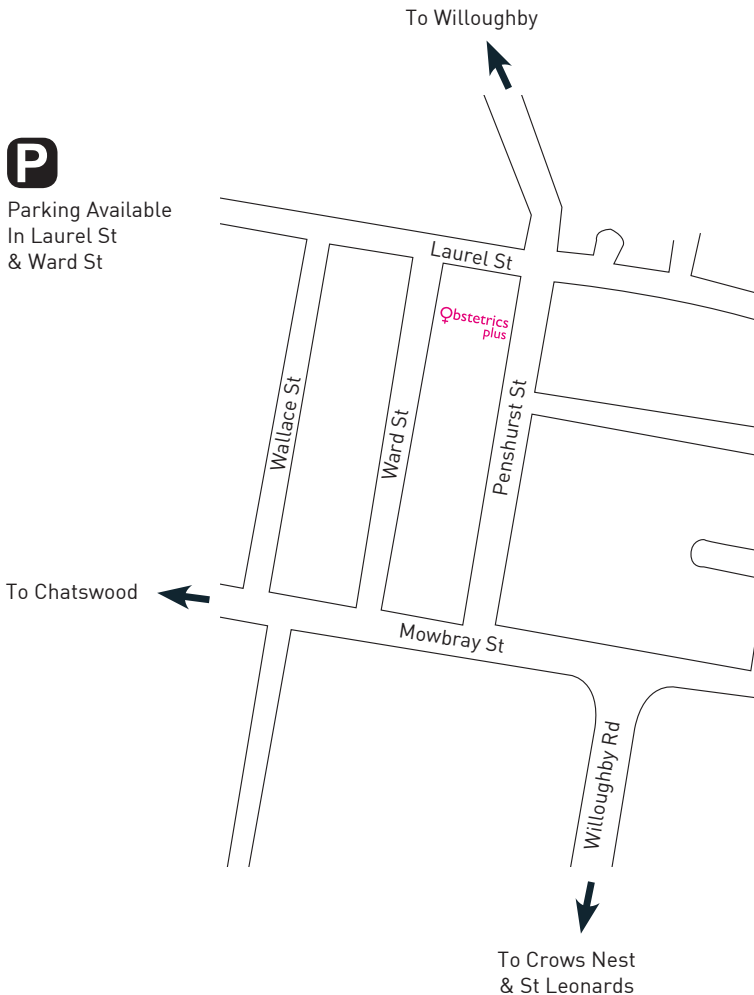 To Willoughby
P
Parking Available
In Laurel St
& Ward St
Laurel St
Obstetrics
plus
Wallace St
Ward St
Penshurst St
To Chatswood
Mowbray St
Willoughby Rd
To Crows Nest
& St Leonards